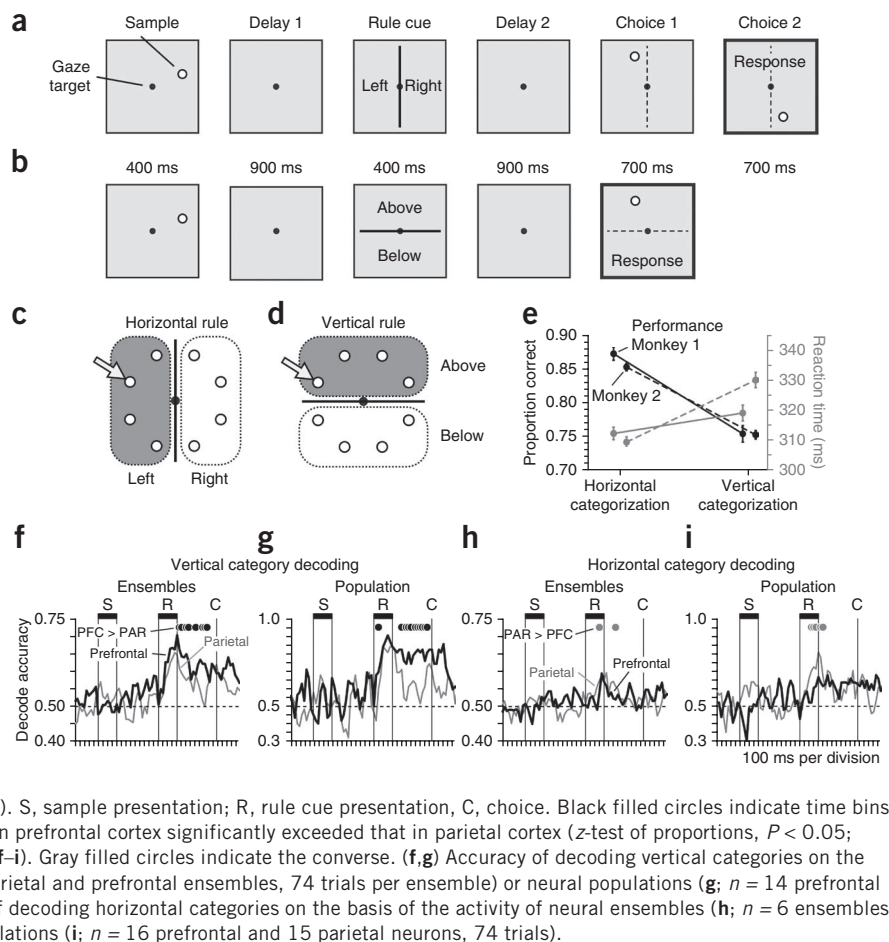 a
Sample
Delay 1
Rule cue
Delay 2
Choice 1
Choice 2
Gaze
target
Left
Right
Response
b
400 ms
900 ms
400 ms
900 ms
700 ms
700 ms
Above
Below
Response
c
Horizontal rule
Left
Right
d
Vertical rule
Above
Below
e
0.90
0.85
0.80
0.75
0.70
Proportion correct
Performance
Monkey 1
Monkey 2
340
330
320
310
300
Reaction time (ms)
Horizontal
categorization
Vertical
categorization
f
g
h
i
Vertical category decoding
Horizontal category decoding
Ensembles
Population
Ensembles
Population
S
R
C
S
R
C
S
R
C
S
R
C
0.75
0.50
0.40
Decode accuracy
PFC > PAR
Prefrontal
Parietal
1.0
0.5
0.3
0.75
0.50
0.40
PAR > PFC
Parietal
Prefrontal
1.0
0.5
0.3
100 ms per division
). S, sample presentation; R, rule cue presentation, C, choice. Black filled circles indicate time bins
n prefrontal cortex significantly exceeded that in parietal cortex (z-test of proportions, P < 0.05;
f–i). Gray filled circles indicate the converse. (f,g) Accuracy of decoding vertical categories on the
rietal and prefrontal ensembles, 74 trials per ensemble) or neural populations (g; n = 14 prefrontal
f decoding horizontal categories on the basis of the activity of neural ensembles (h; n = 6 ensembles
lations (i; n = 16 prefrontal and 15 parietal neurons, 74 trials).